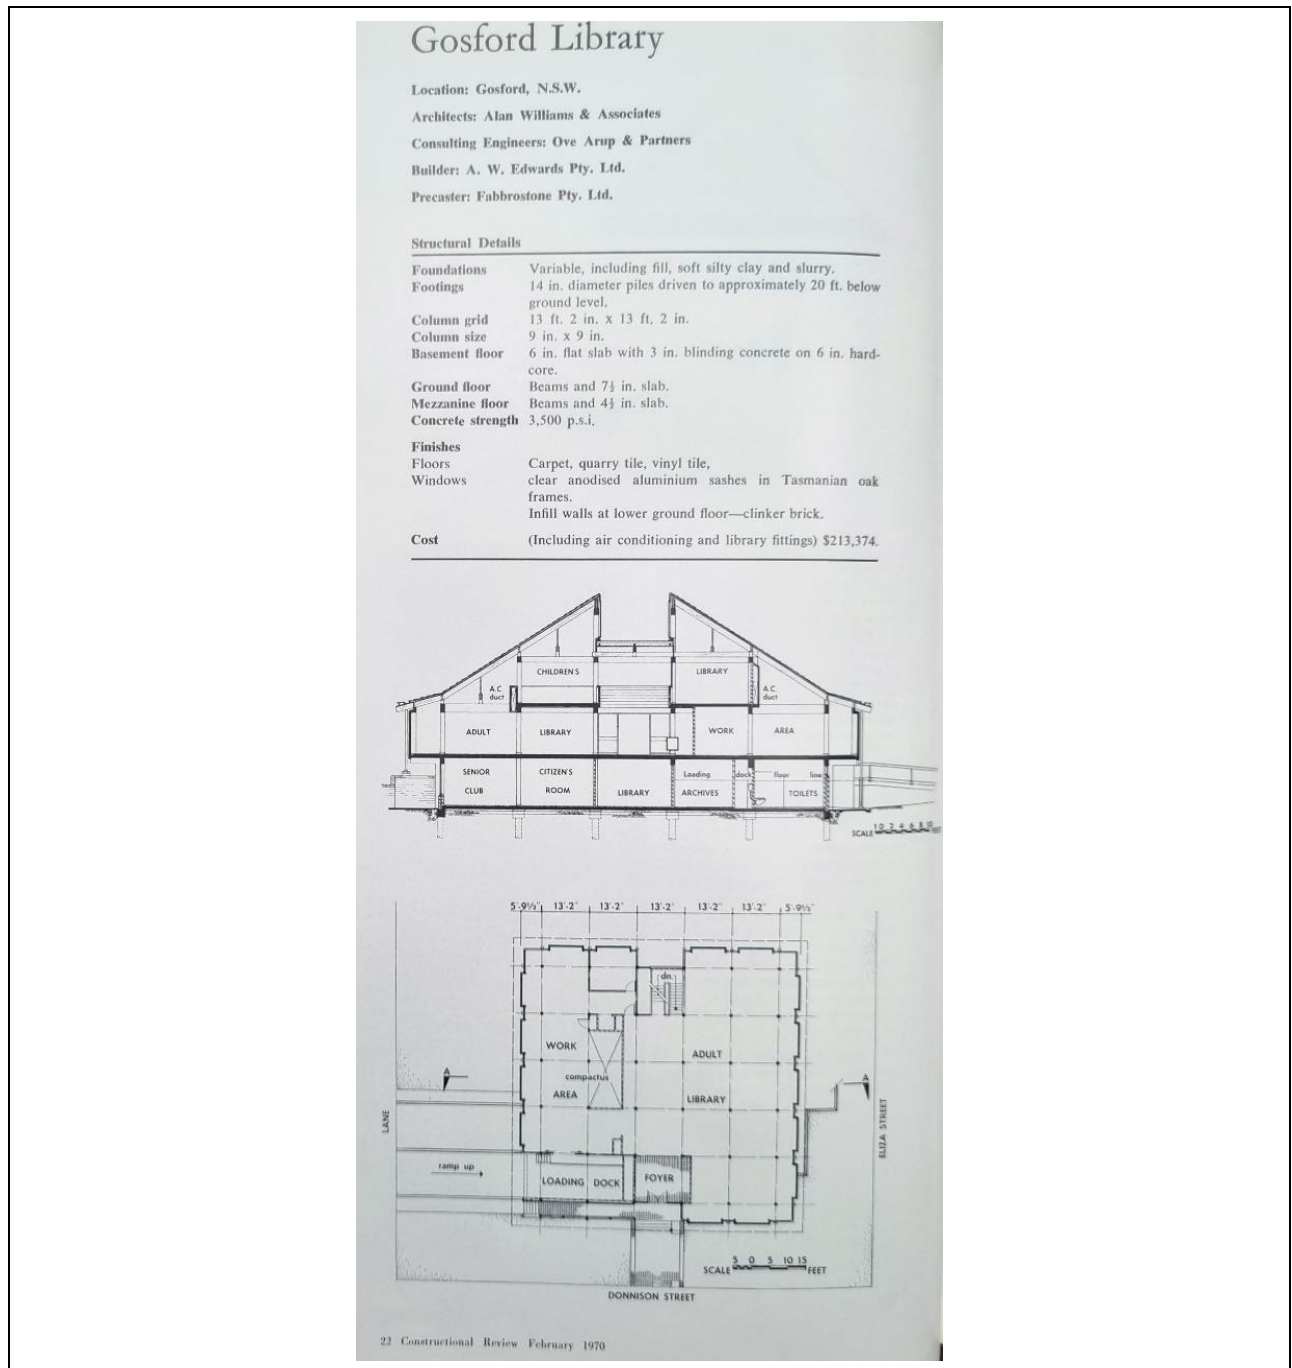 Gosford Library
Location: Gosford, N.S.W.
Architects: Alan Williams & Associates
Consulting Engineers: Ove Arup & Partners
Builder: A. W. Edwards Pty. Ltd.
Precaster: Fabbrostone Pty. Ltd.
Structural Details
Foundations Variable, including fill, soft silty clay and slurry.
Footings 14 in. diameter piles driven to approximately 20 ft. below
ground level.
Column grid 13 ft. 2 in. x 13 ft. 2 in.
Column size 9 in. x 9 in.
Basement floor 6 in. flat slab with 3 in. blinding concrete on 6 in. hard-
core.
Ground floor Beams and 7½ in. slab.
Mezzanine floor Beams and 4½ in. slab.
Concrete strength 3,500 p.s.i.
Finishes
Floors Carpet, quarry tile, vinyl tile,
Windows clear anodised aluminium sashes in Tasmanian oak
frames.
Infill walls at lower ground floor—clinker brick.
Cost (Including air conditioning and library fittings) $213,374.
CHILDREN'S LIBRARY
A.C. duct A.C. duct
ADULT LIBRARY WORK AREA
SENIOR CITIZEN'S Loading dock floor line
CLUB ROOM LIBRARY ARCHIVES TOILETS
SCALE 1 0 2 4 6 8 10 FEET
5'-9½" 13'-2" 13'-2" 13'-2" 13'-2" 13'-2" 5'-9½"
dn.
WORK ADULT
compactus
A A
AREA LIBRARY
LANE
ELIZA STREET
ramp up
LOADING DOCK FOYER
5 0 5 10 15
SCALE FEET
DONNISON STREET
22 Constructional Review February 1970